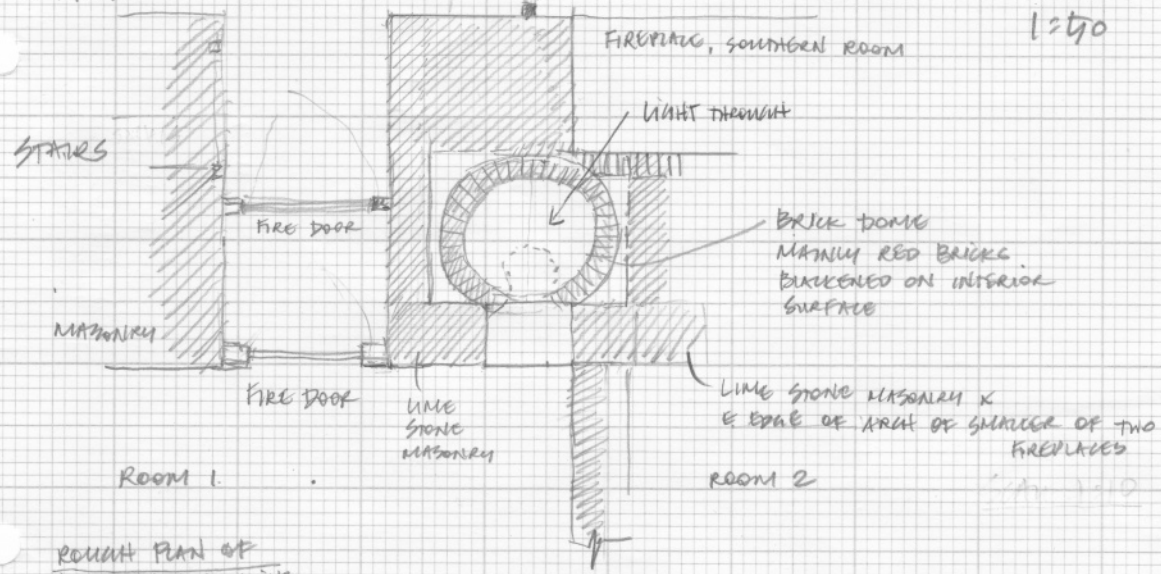 1:40
FIREPLACE, SOUTHERN ROOM
LIGHT THROUGH
STAIRS
FIRE DOOR
BRICK DOME
MAINLY RED BRICKS
BLACKENED ON INTERIOR
SURFACE
MASONRY
FIRE DOOR
LIME
STONE
MASONRY
LIME STONE MASONRY &
E EDGE OF ARCH OF SMALLER OF TWO
FIREPLACES
ROOM 1.
ROOM 2
ROUGH PLAN OF